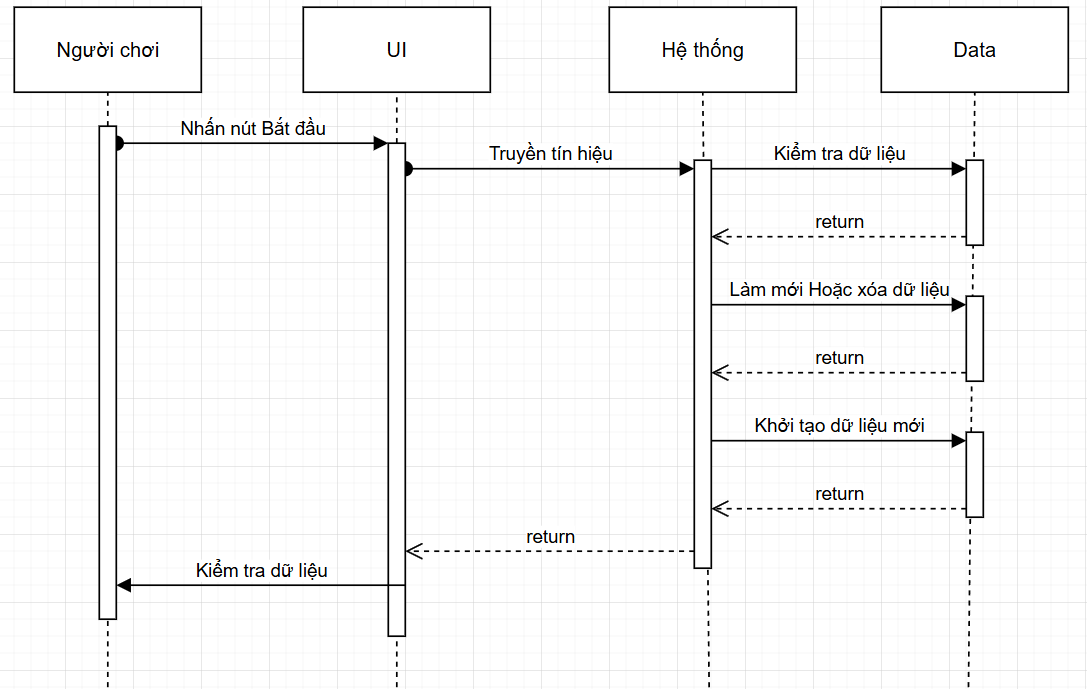 Người chơi
UI
Hệ thống
Data
Nhấn nút Bắt đầu
Truyền tín hiệu
Kiểm tra dữ liệu
return
Làm mới Hoặc xóa dữ liệu
return
Khởi tạo dữ liệu mới
return
return
Kiểm tra dữ liệu